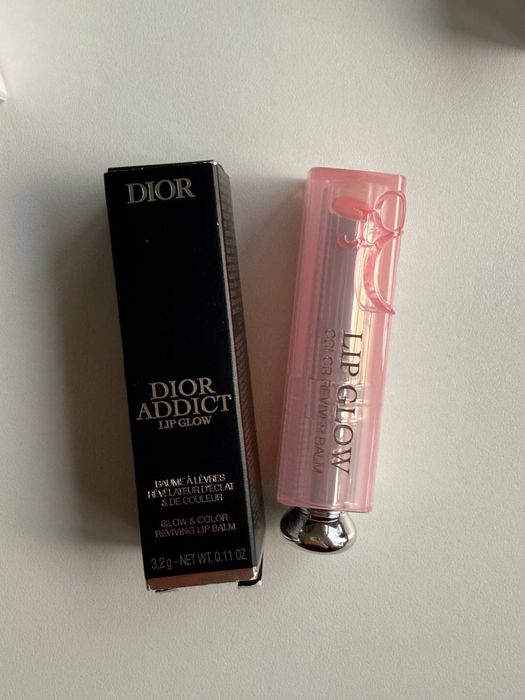 DIOR
DIOR
ADDICT
LIP GLOW
BAUME À LÈVRES
RÉVÉLATEUR D'ÉCLAT
& DE COULEUR
GLOW & COLOR
REVIVING LIP BALM
3,2 g - NET WT. 0.11 OZ
LIP GLOW
COLOR REVIVER BALM